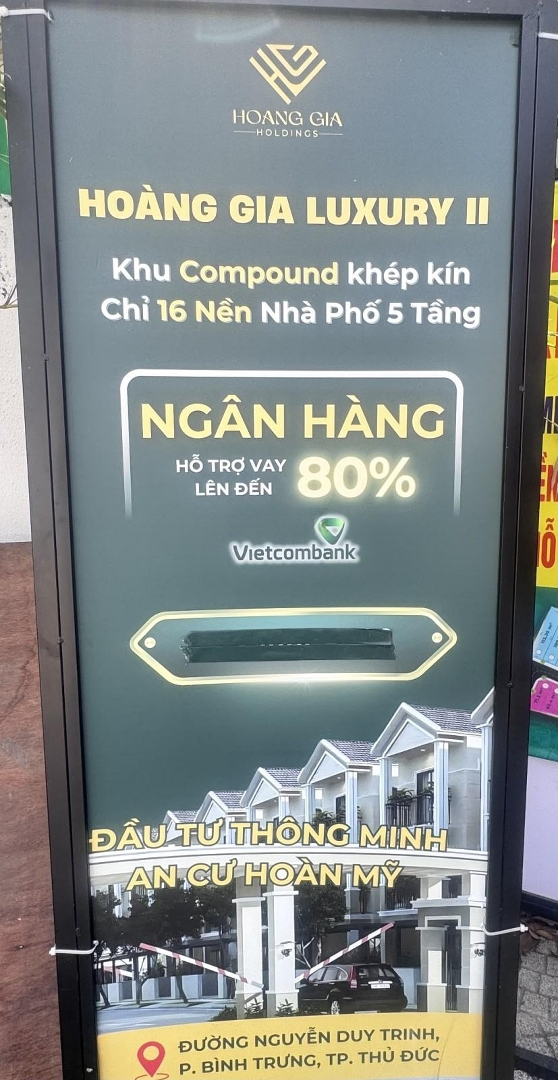 HOANG GIA
HOLDINGS
HOÀNG GIA LUXURY II
Khu Compound khép kín
Chỉ 16 Nền Nhà Phố 5 Tầng
NGÂN HÀNG
HỖ TRỢ VAY
LÊN ĐẾN
80%
Vietcombank
ĐẦU TƯ THÔNG MINH
AN CƯ HOÀN MỸ
ĐƯỜNG NGUYỄN DUY TRINH,
P. BÌNH TRƯNG, TP. THỦ ĐỨC